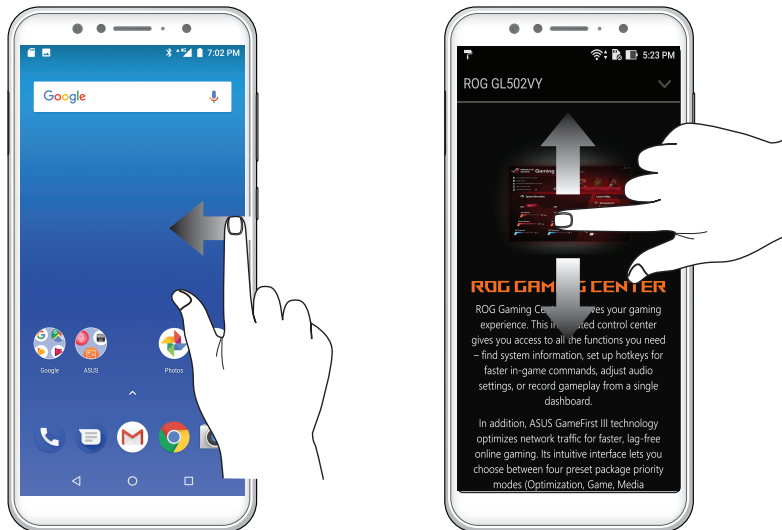 7:02 PM
Google
Google
ASUS
Photos
5:23 PM
ROG GL502VY
Gaming
ROG GAM G CENTER
ROG Gaming ves your gaming
experience. This control center
gives you access to all the functions you need
– find system information, set up hotkeys for
faster in-game commands, adjust audio
settings, or record gameplay from a single
dashboard.
In addition, ASUS GameFirst III technology
optimizes network traffic for faster, lag-free
online gaming. Its intuitive interface lets you
choose between four preset package priority
modes (Optimization, Game, Media